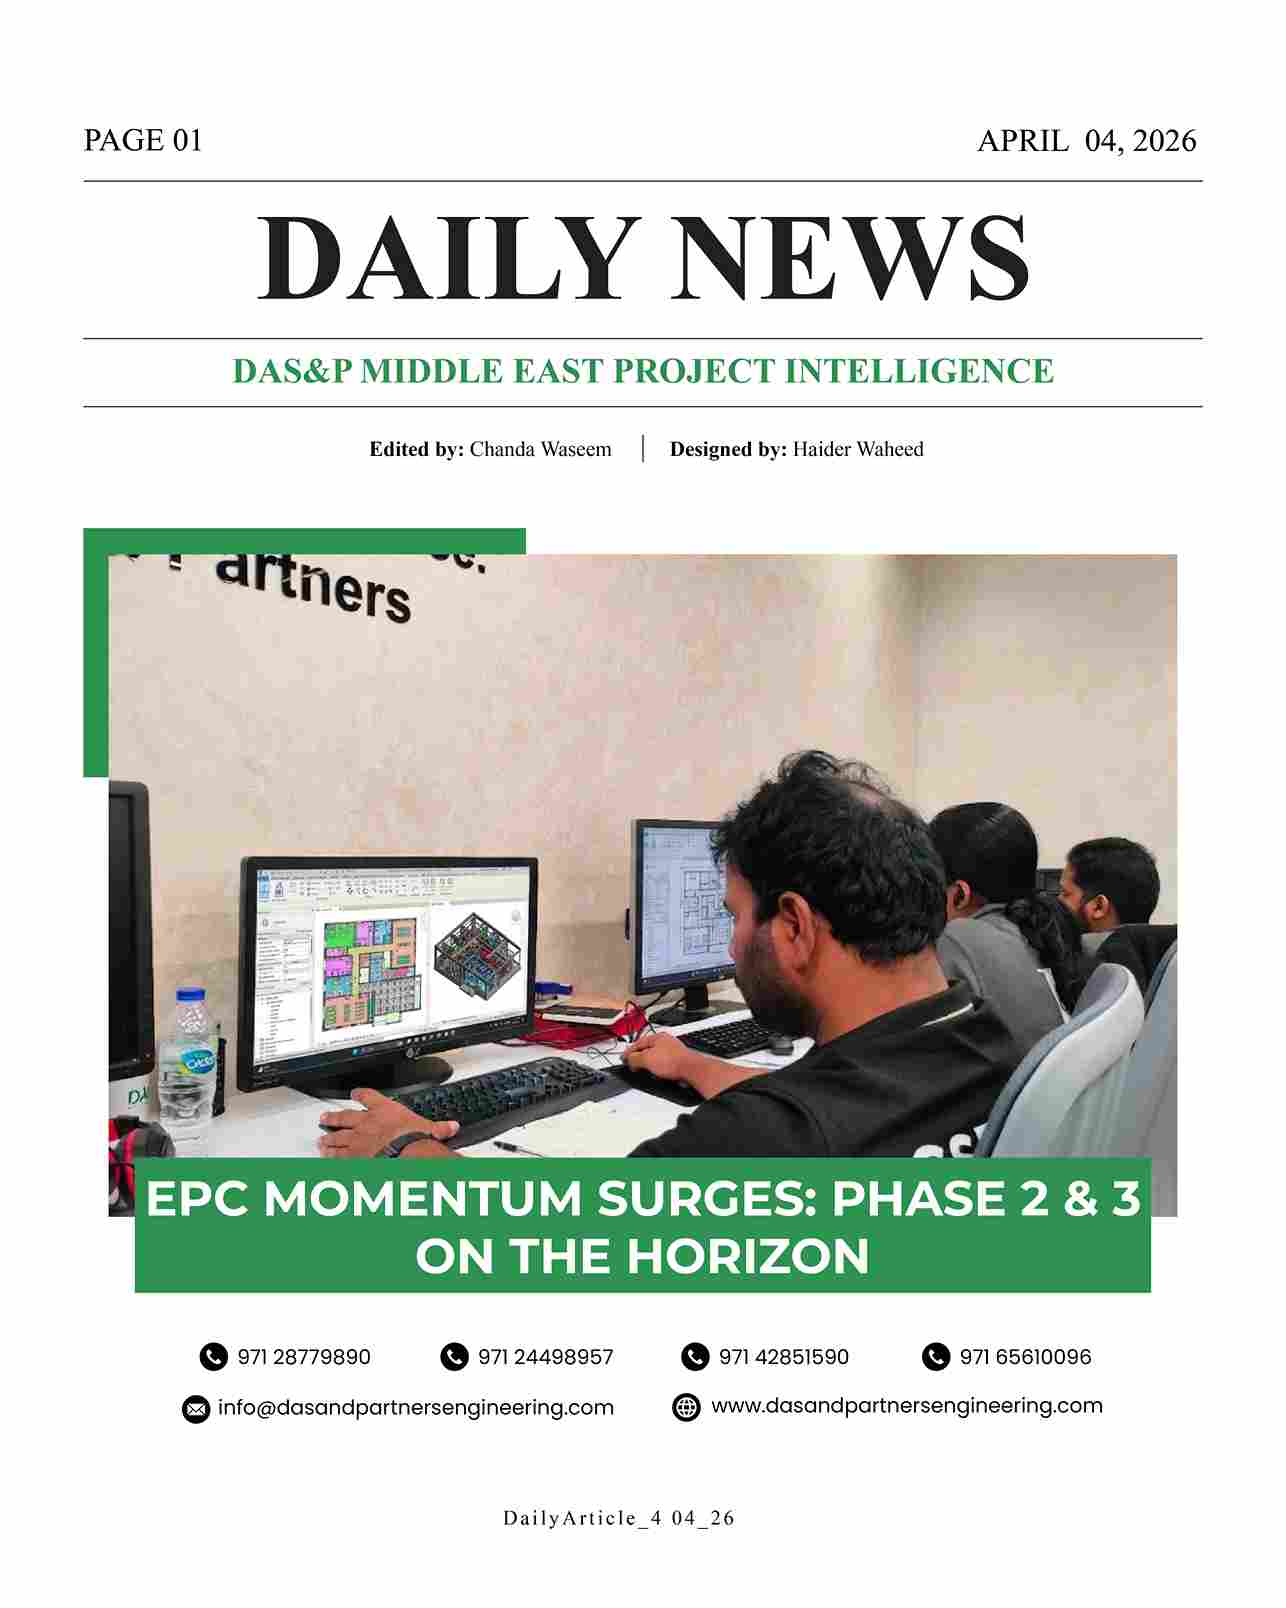 PAGE 01
APRIL 04, 2026
DAILY NEWS
DAS&P MIDDLE EAST PROJECT INTELLIGENCE
Edited by: Chanda Waseem
Designed by: Haider Waheed
artners
EPC MOMENTUM SURGES: PHASE 2 & 3
ON THE HORIZON
971 28779890
971 24498957
971 42851590
971 65610096
info@dasandpartnersengineering.com
www.dasandpartnersengineering.com
DailyArticle_4 04_26